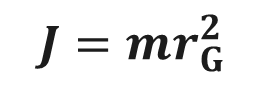 J = mr_G^2